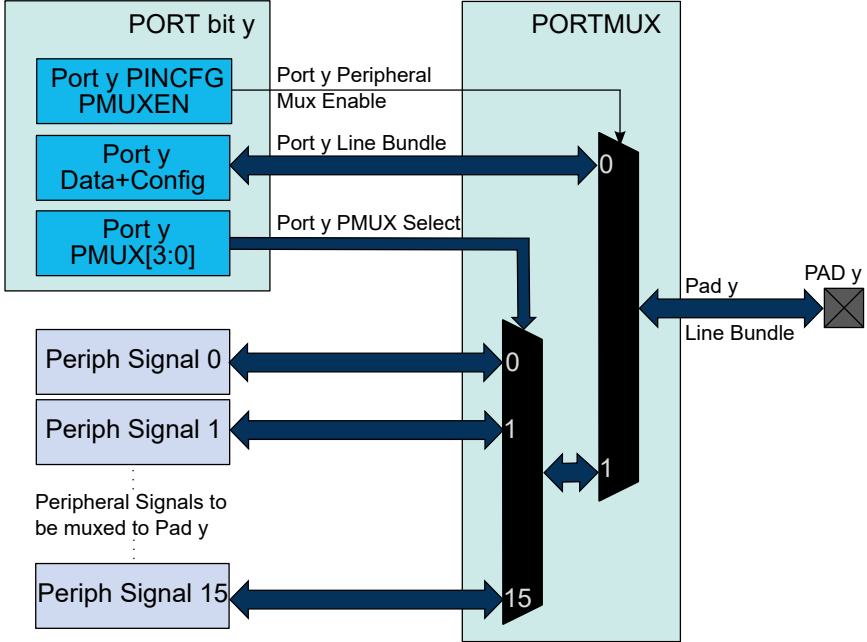 PORT bit y
PORTMUX
Port y PINCFG
PMUXEN
Port y Peripheral
Mux Enable
Port y
Data+Config
Port y Line Bundle
0
Port y
PMUX[3:0]
Port y PMUX Select
Pad y
Line Bundle
PAD y
Periph Signal 0
0
Periph Signal 1
1
1
Peripheral Signals to
be muxed to Pad y
Periph Signal 15
15